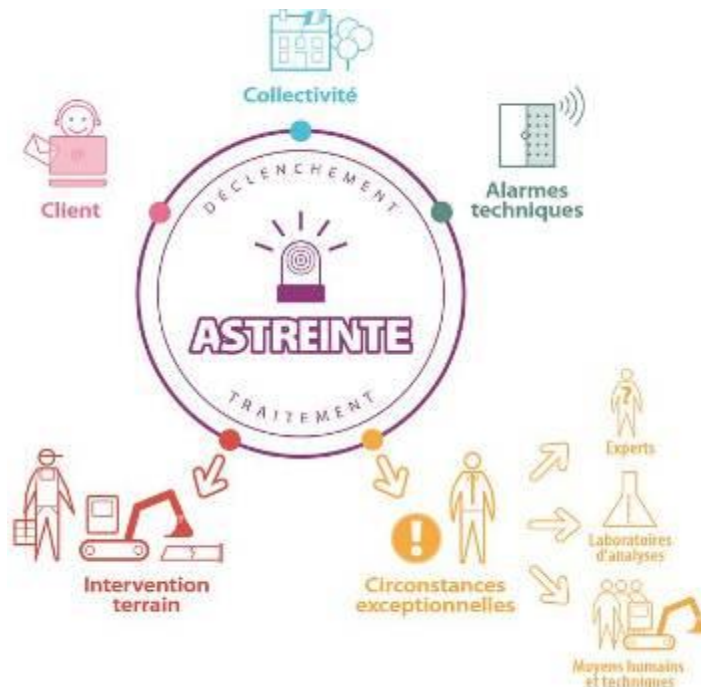 Collectivité
Client
Alarmes
techniques
DÉCLENCHEMENT
ASTREINTE
TRAITEMENT
Intervention
terrain
!
Circonstances
exceptionnelles
?
Experts
Laboratoires
d'analyses
Moyens humains
et techniques